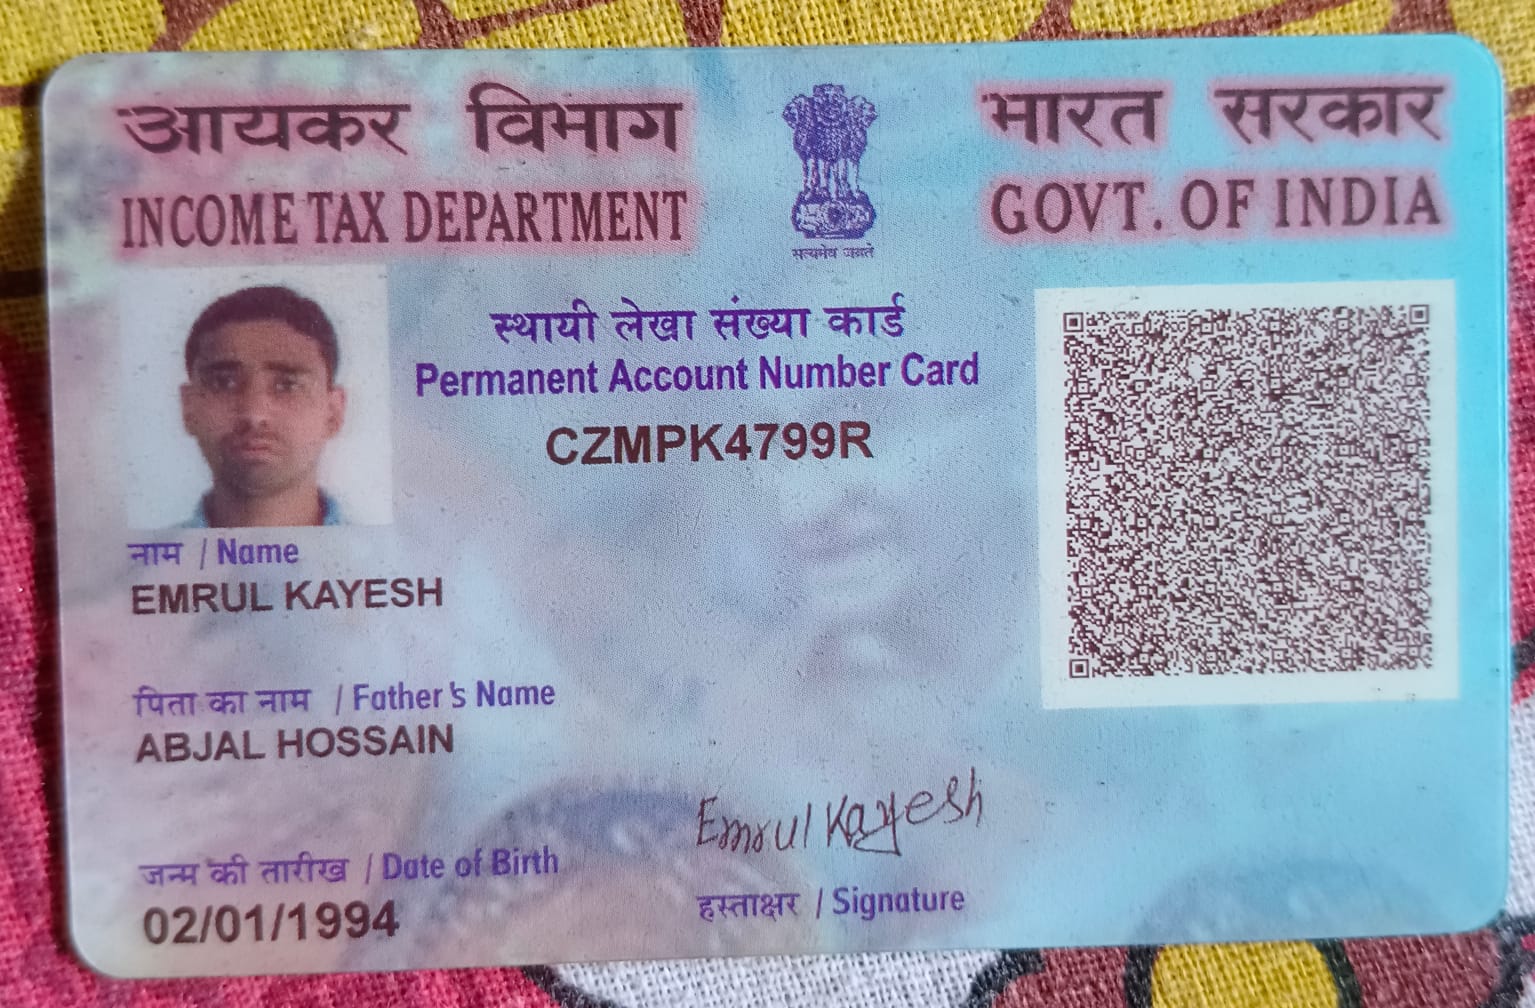 आयकर विभाग
INCOME TAX DEPARTMENT
सत्यमेव जयते
भारत सरकार
GOVT. OF INDIA
स्थायी लेखा संख्या कार्ड
Permanent Account Number Card
CZMPK4799R
नाम / Name
EMRUL KAYESH
पिता का नाम / Father's Name
ABJAL HOSSAIN
जन्म की तारीख / Date of Birth
02/01/1994
Emrul Kayesh
हस्ताक्षर / Signature